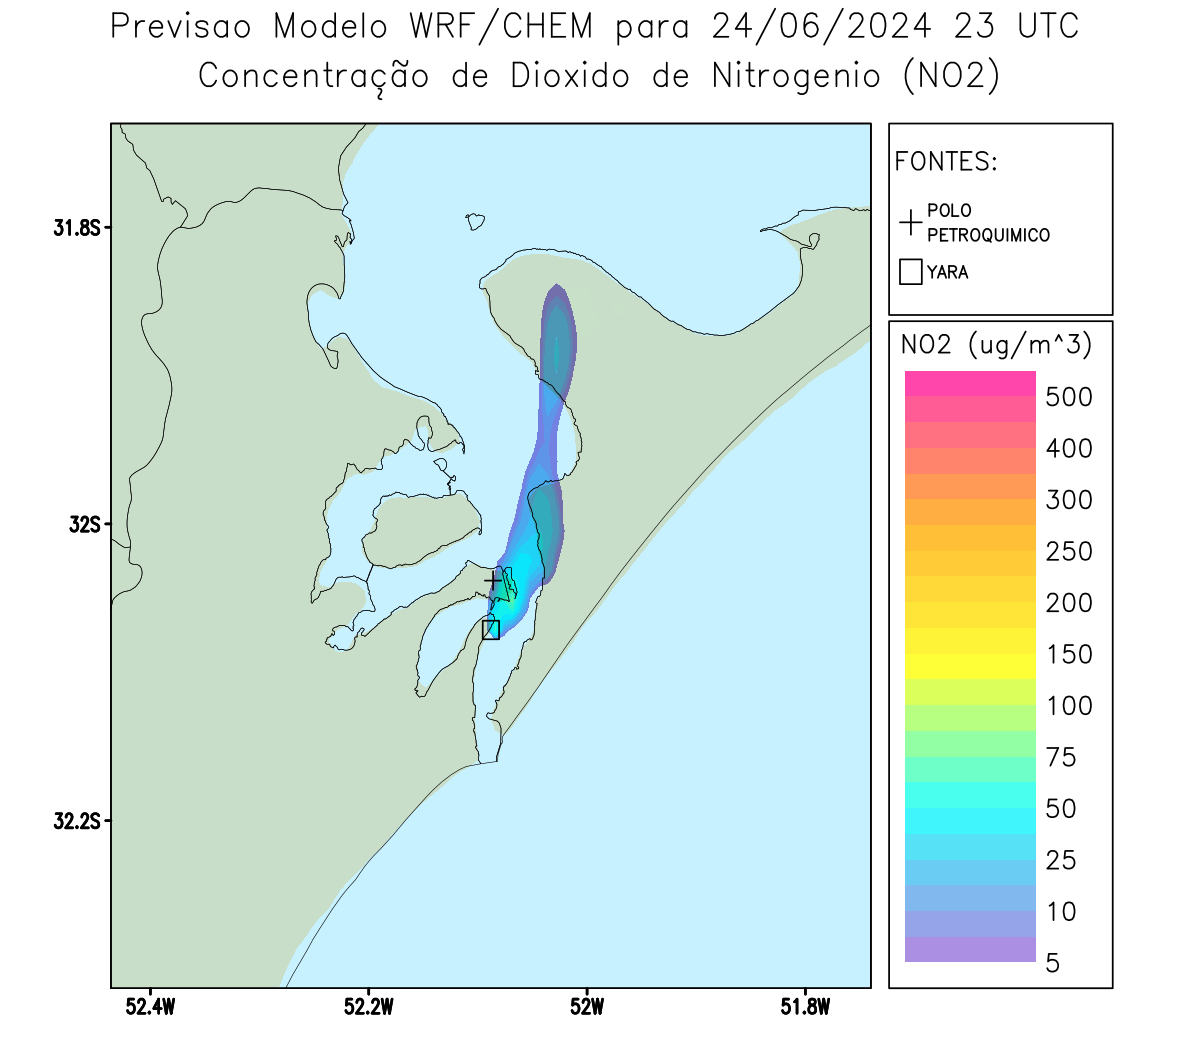 Previsao Modelo WRF/CHEM para 24/06/2024 23 UTC
Concentração de Dioxido de Nitrogenio (NO2)
FONTES:
POLO
PETROQUIMICO
YARA
NO2 (ug/m^3)
500
400
300
250
200
150
100
75
50
25
10
5
31.8S
32S
32.2S
52.4W
52.2W
52W
51.8W